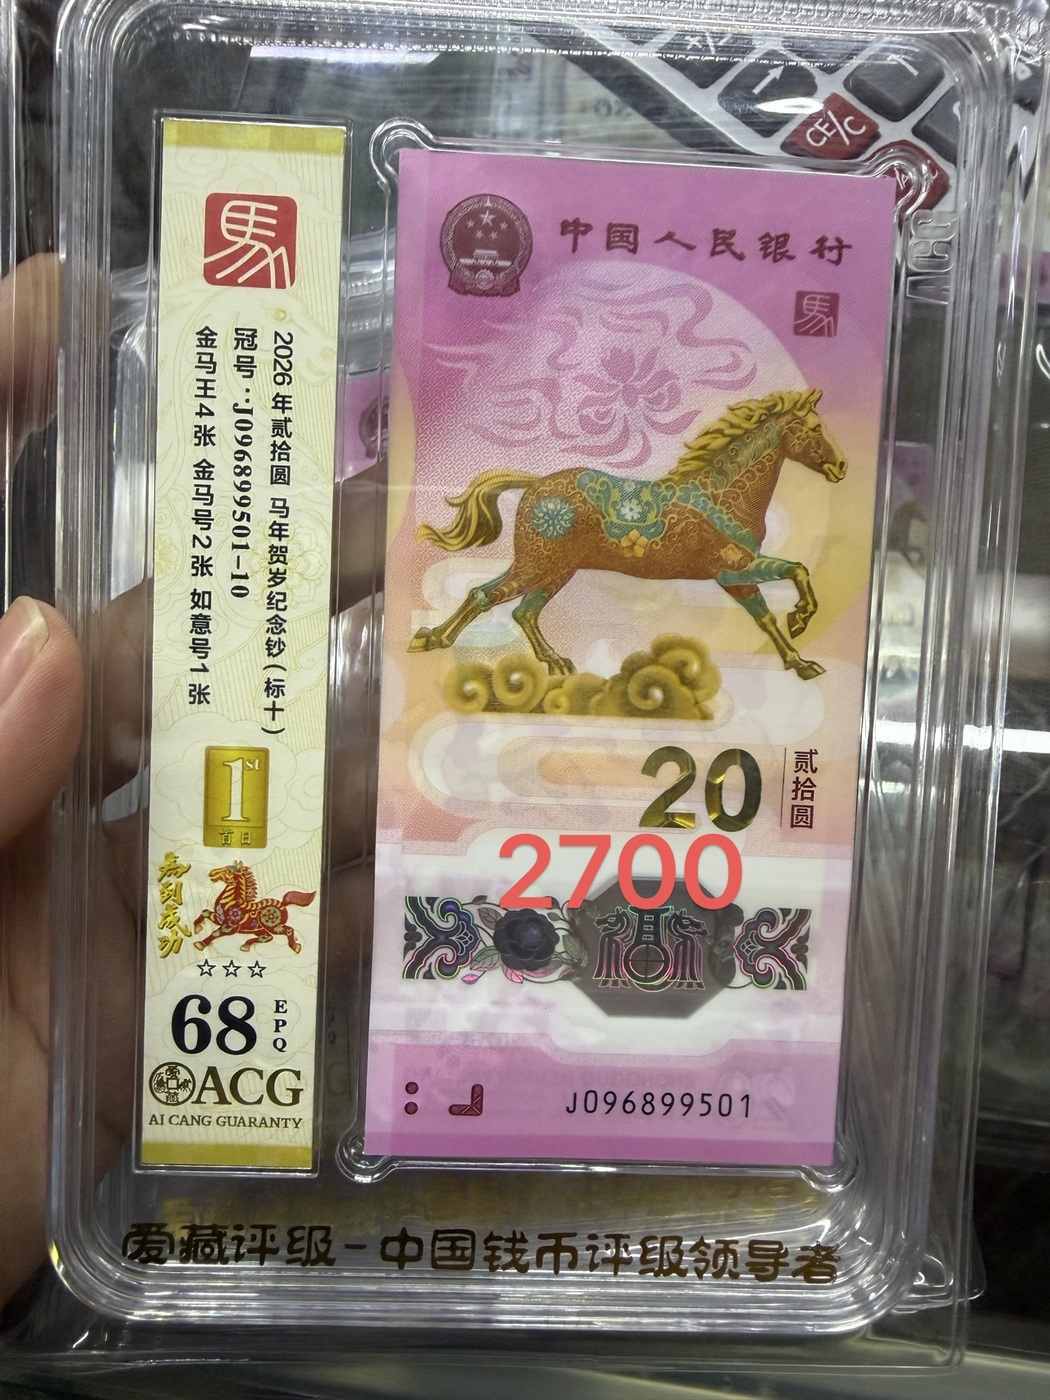 CE/C
中国人民银行
馬
馬
2026 年贰拾圆 马年贺岁纪念钞(标十)
冠号:J096899501-10
金马王4张 金马号2张 如意号1张
20
贰拾圆
2700
1st
首日
马到成功
68
EPQ
ACG
AI CANG GUARANTY
J096899501
爱藏评级-中国钱币评级领导者